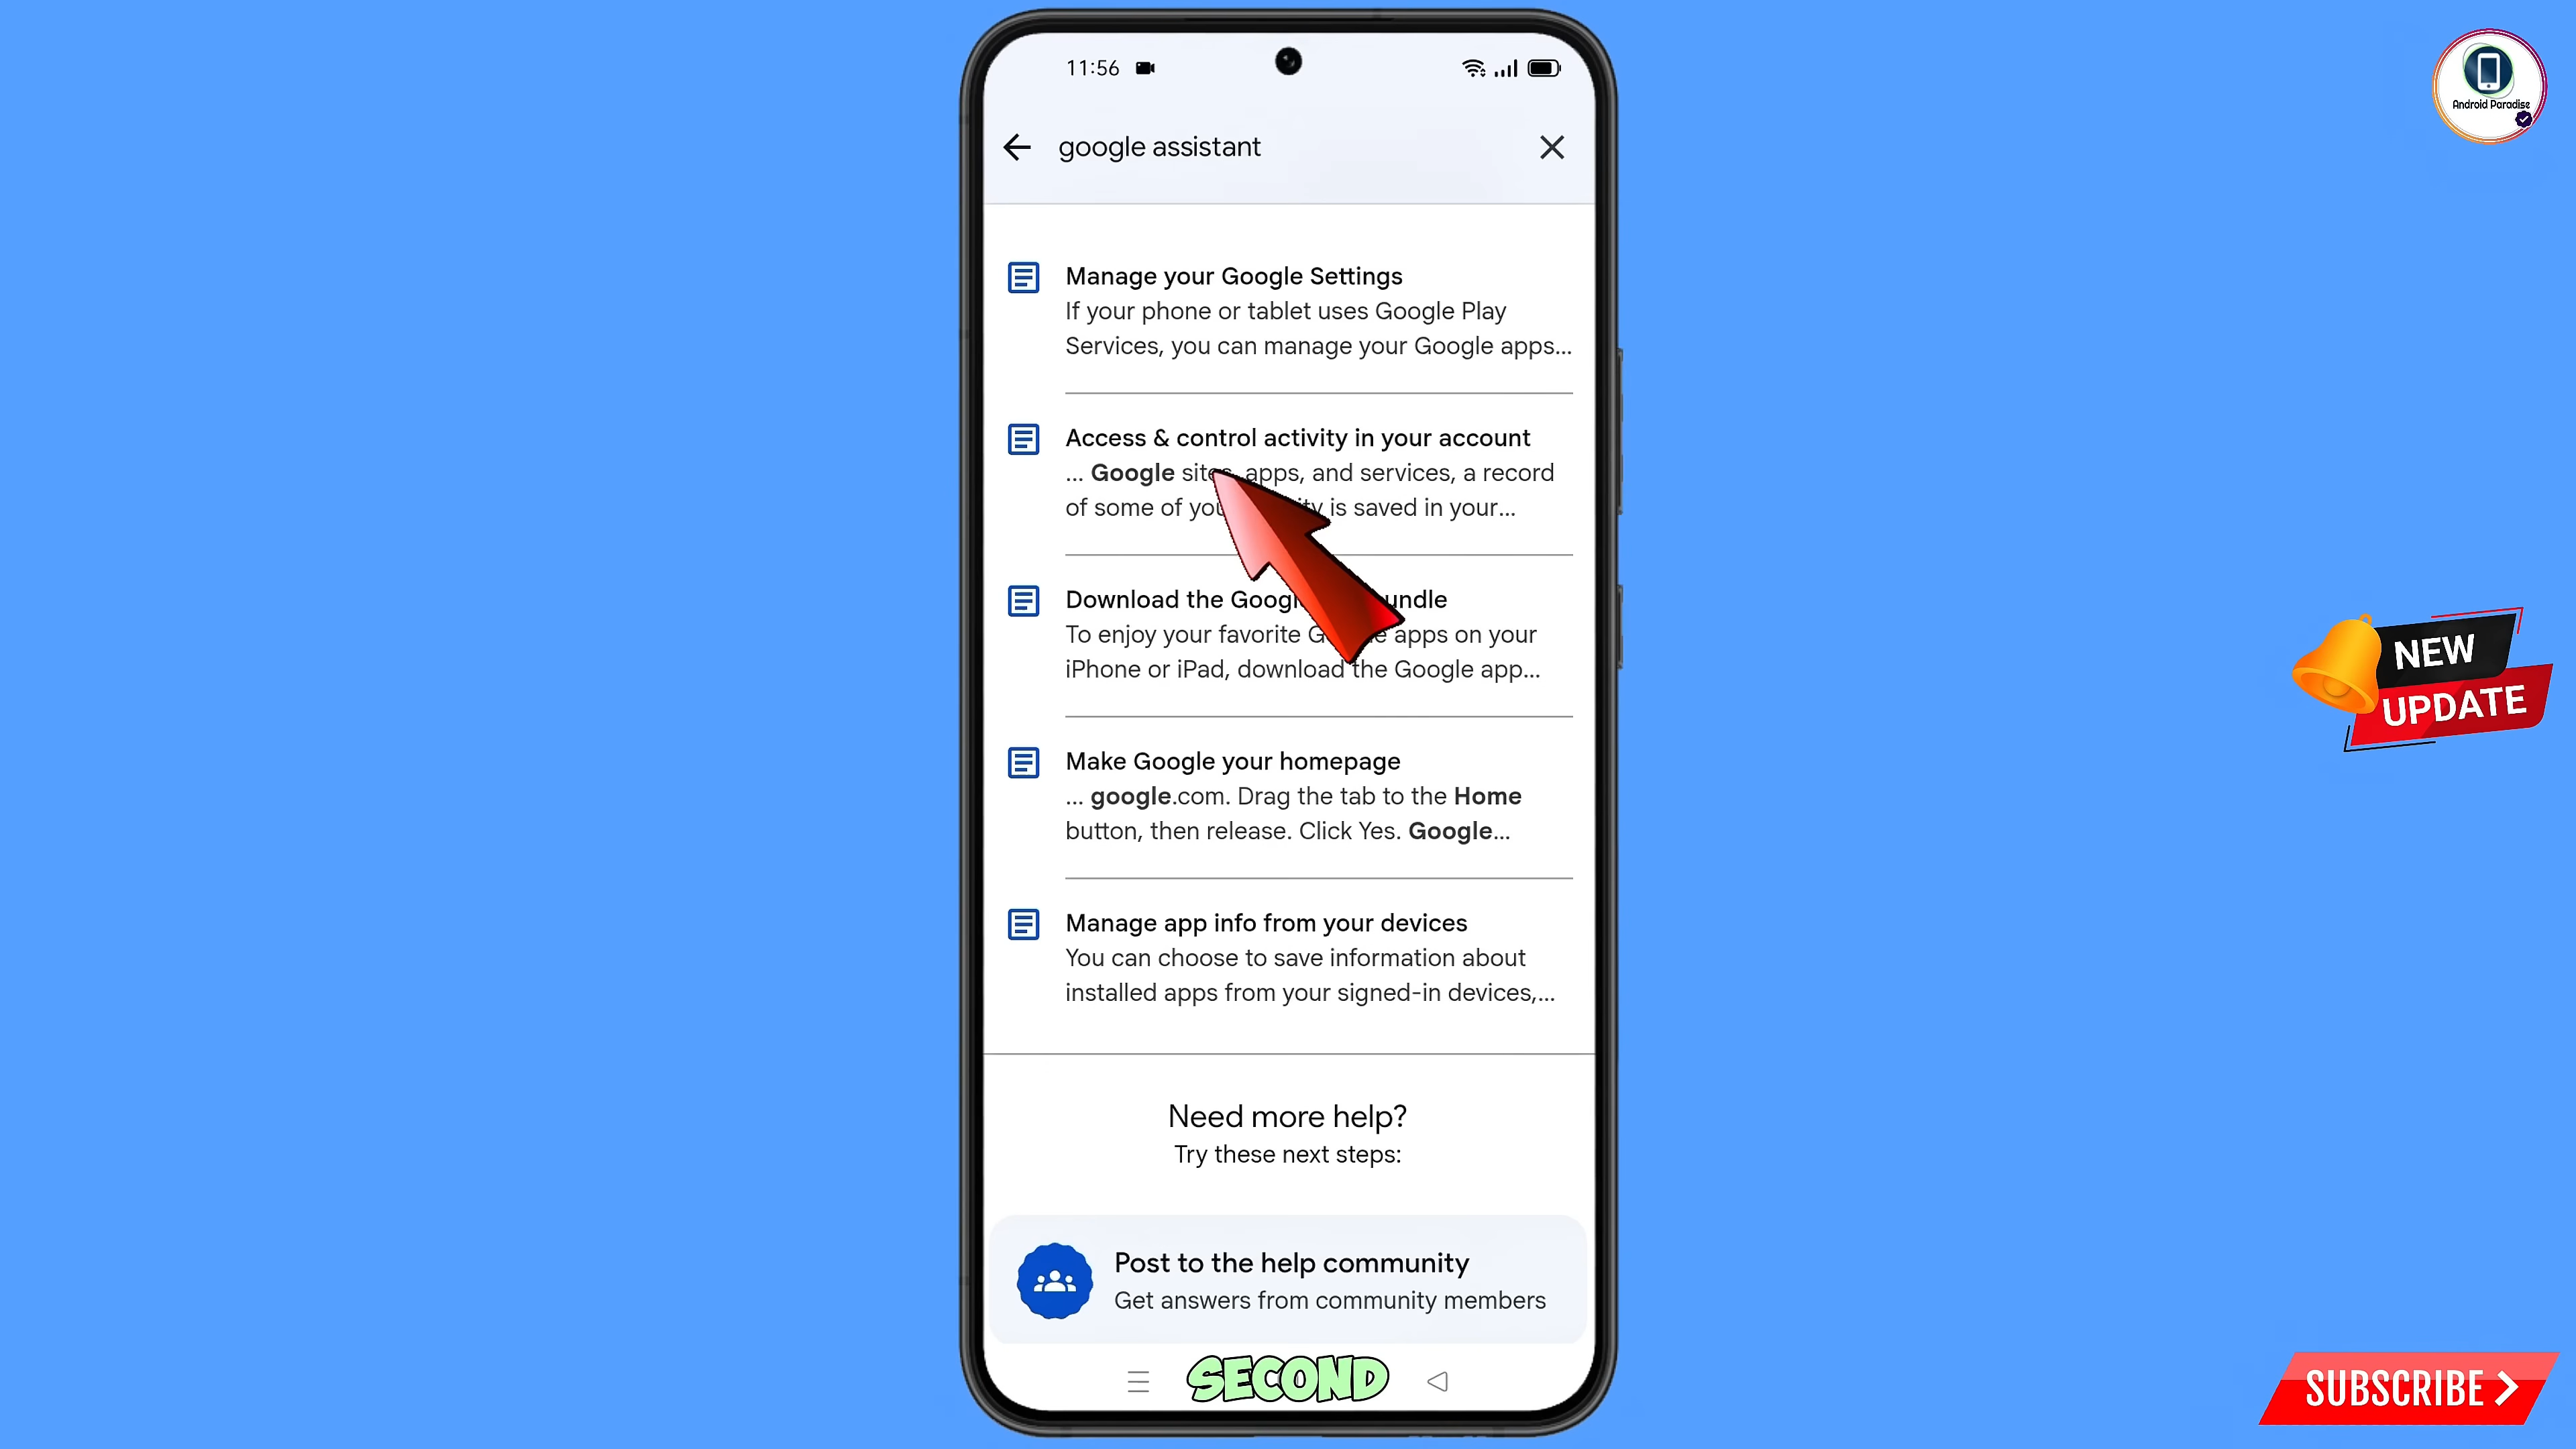 11:56
Android Paradise
google assistant
Manage your Google Settings
If your phone or tablet uses Google Play
Services, you can manage your Google apps...
Access & control activity in your account
... Google sites, apps, and services, a record
of some of your is saved in your...
Download the Google
To enjoy your favorite Google apps on your
iPhone or iPad, download the Google app...
Make Google your homepage
... google.com. Drag the tab to the Home
button, then release. Click Yes. Google...
Manage app info from your devices
You can choose to save information about
installed apps from your signed-in devices,...
Need more help?
Try these next steps:
Post to the help community
Get answers from community members
SECOND
NEW
UPDATE
SUBSCRIBE